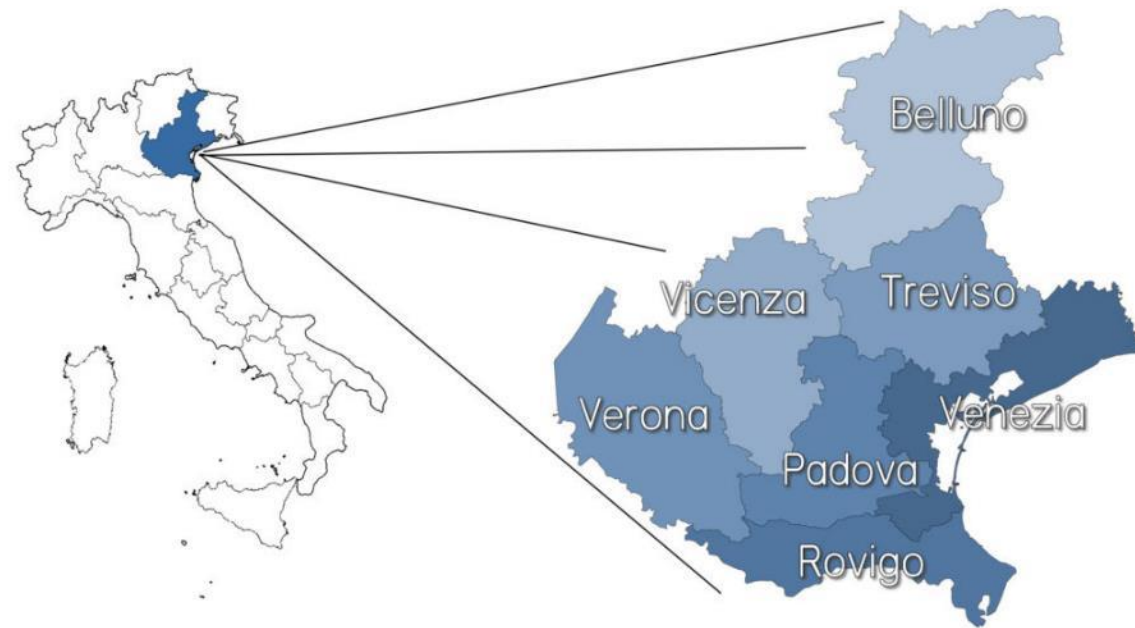 Belluno
Treviso
Vicenza
Verona
Venezia
Padova
Rovigo